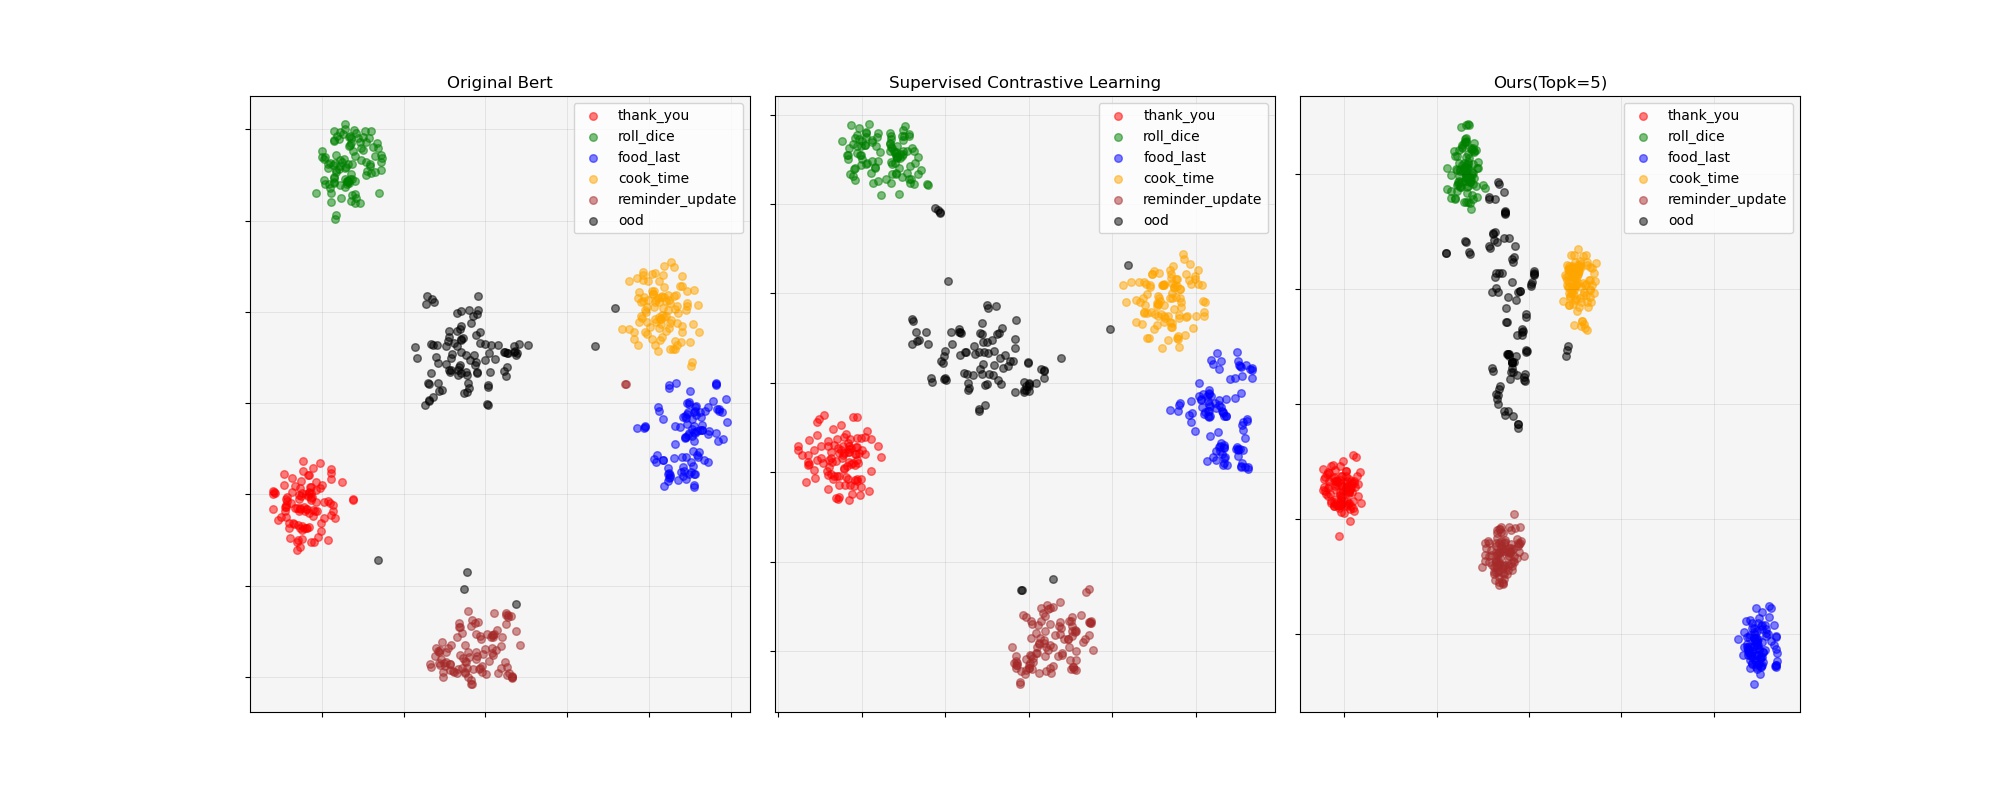 Original Bert
thank_you
roll_dice
food_last
cook_time
reminder_update
ood
Supervised Contrastive Learning
thank_you
roll_dice
food_last
cook_time
reminder_update
ood
Ours(Topk=5)
thank_you
roll_dice
food_last
cook_time
reminder_update
ood